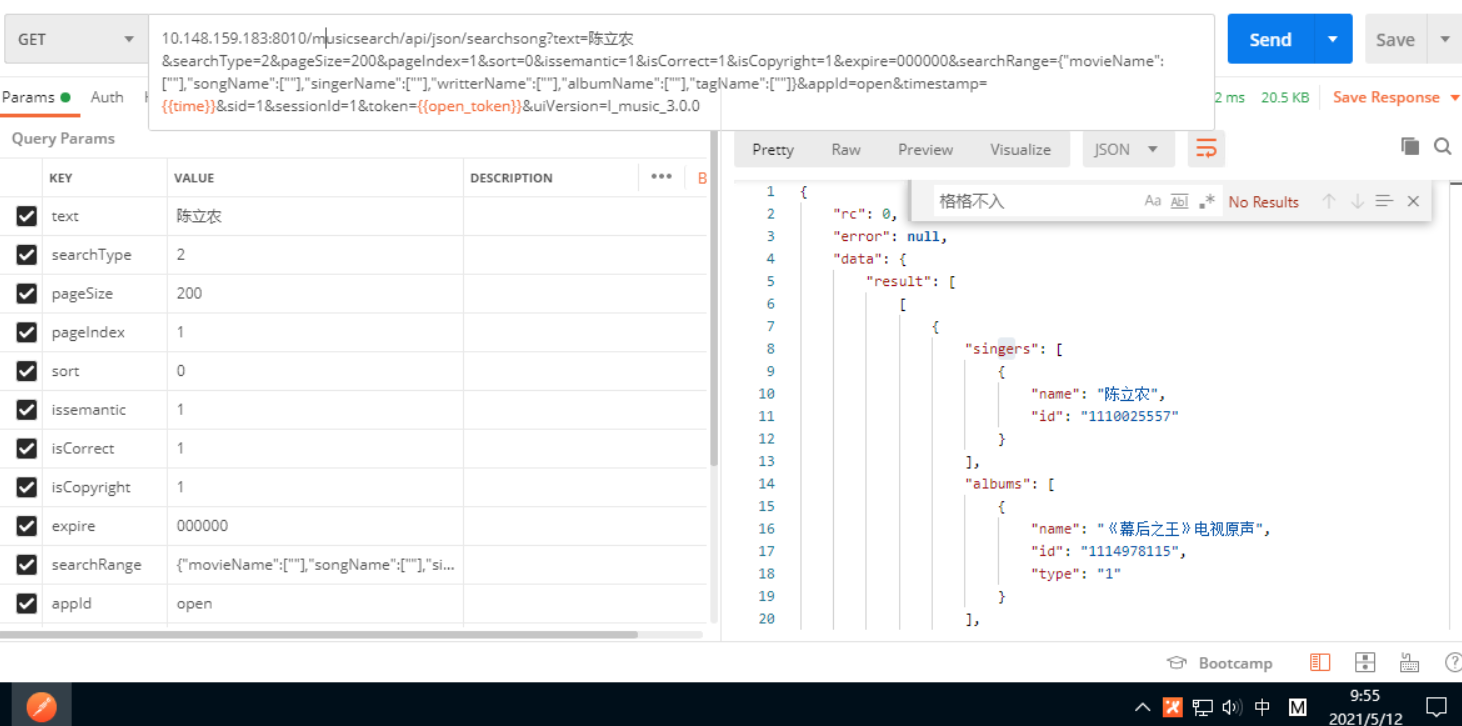 GET
10.148.159.183:8010/musicsearch/api/json/searchsong?text=陈立农
&searchType=2&pageSize=200&pageIndex=1&sort=0&issemantic=1&isCorrect=1&isCopyright=1&expire=000000&searchRange={"movieName":
[""],"songName":[""],"singerName":[""],"writterName":[""],"albumName":[""],"tagName":[""]}&appId=open&timestamp=
{{time}}&sid=1&sessionId=1&token={{open_token}}&uiVersion=l_music_3.0.0
Send
Save
Params
Auth
2 ms 20.5 KB Save Response
Query Params
KEY VALUE DESCRIPTION ••• B
text 陈立农
searchType 2
pageSize 200
pageIndex 1
sort 0
issemantic 1
isCorrect 1
isCopyright 1
expire 000000
searchRange {"movieName":[""],"songName":[""],"si...
appId open
Pretty Raw Preview Visualize JSON
格格不入 Aa Abl .* No Results
1 {
2 "rc": 0,
3 "error": null,
4 "data": {
5 "result": [
6 [
7 {
8 "singers": [
9 {
10 "name": "陈立农",
11 "id": "1110025557"
12 }
13 ],
14 "albums": [
15 {
16 "name": "《幕后之王》电视原声",
17 "id": "1114978115",
18 "type": "1"
19 }
20 ],
Bootcamp
中 M
9:55
2021/5/12